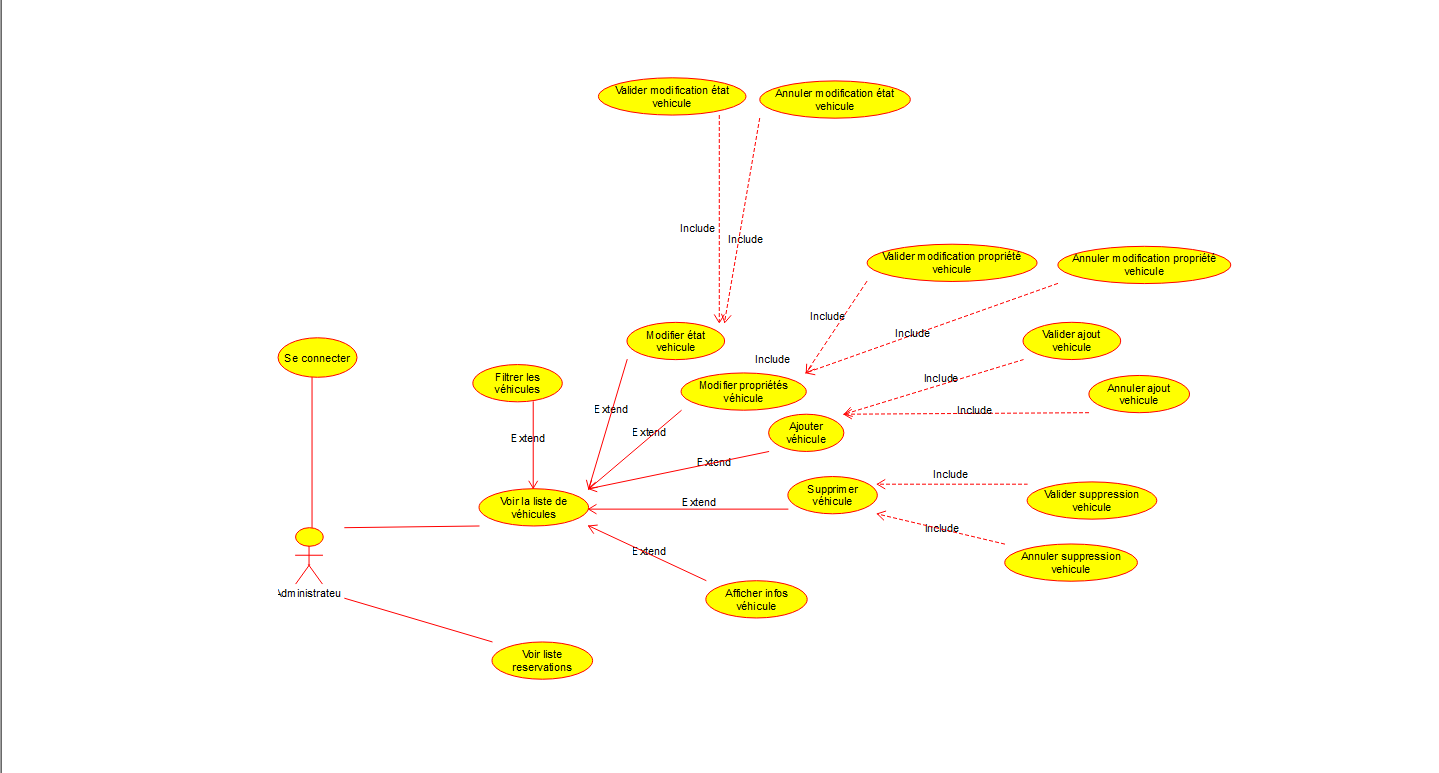 Valider modification état
vehicule
Annuler modification état
vehicule
Include
Include
Valider modification propriété
vehicule
Annuler modification propriété
vehicule
Include
Include
Modifier état
vehicule
Valider ajout
vehicule
Se connecter
Include
Filtrer les
véhicules
Modifier propriétés
véhicule
Include
Annuler ajout
vehicule
Extend
Include
Extend
Extend
Ajouter
véhicule
Extend
Include
Voir la liste de
véhicules
Extend
Supprimer
véhicule
Valider suppression
vehicule
Include
Extend
Annuler suppression
vehicule
Administrateu
Afficher infos
véhicule
Voir liste
reservations